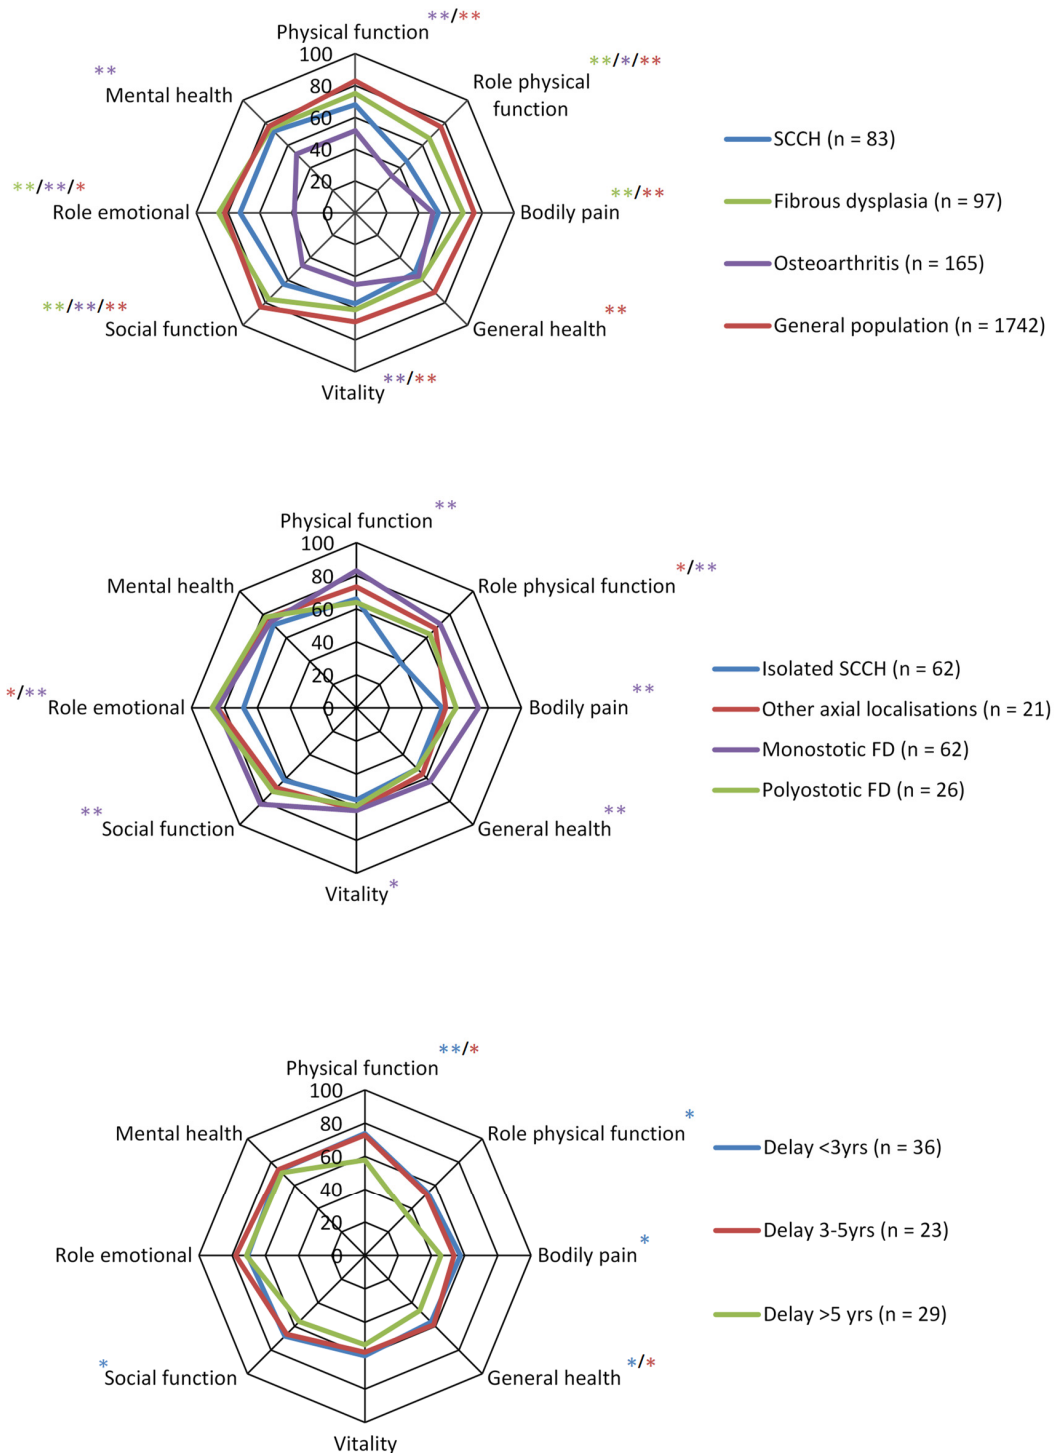 **/**
Physical function
100
80
60
40
20
0
**
Mental health
**/*/**
Role physical
function
**/**/*
Role emotional
**/**
Bodily pain
**/**/**
Social function
**
General health
**/**
Vitality
SCCH (n = 83)
Fibrous dysplasia (n = 97)
Osteoarthritis (n = 165)
General population (n = 1742)
Physical function**
100
80
60
40
20
0
Mental health
Role physical function */**
*/** Role emotional
Bodily pain **
** Social function
General health **
Vitality*
Isolated SCCH (n = 62)
Other axial localisations (n = 21)
Monostotic FD (n = 62)
Polyostotic FD (n = 26)
**/*
Physical function
100
80
60
40
20
0
Mental health
Role physical function *
Role emotional
Bodily pain *
* Social function
General health */*
Vitality
Delay <3yrs (n = 36)
Delay 3-5yrs (n = 23)
Delay >5 yrs (n = 29)